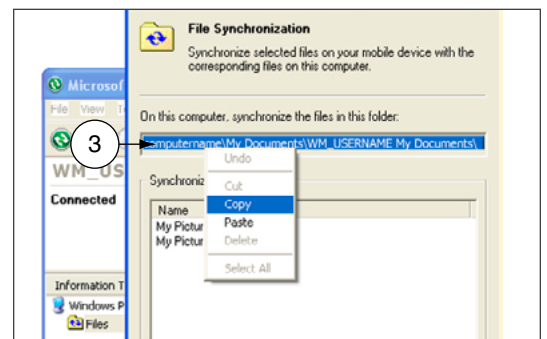 File Synchronization
Synchronize selected files on your mobile device with the
corresponding files on this computer.
Microsof
File View T
On this computer, synchronize the files in this folder:
3
omputername\My Documents\WM_USERNAME My Documents\
WM_US
Undo
Synchroniz
Cut
Connected
Copy
Name
Paste
My Pictur
My Pictur
Delete
Select All
Information T
Windows P
Files